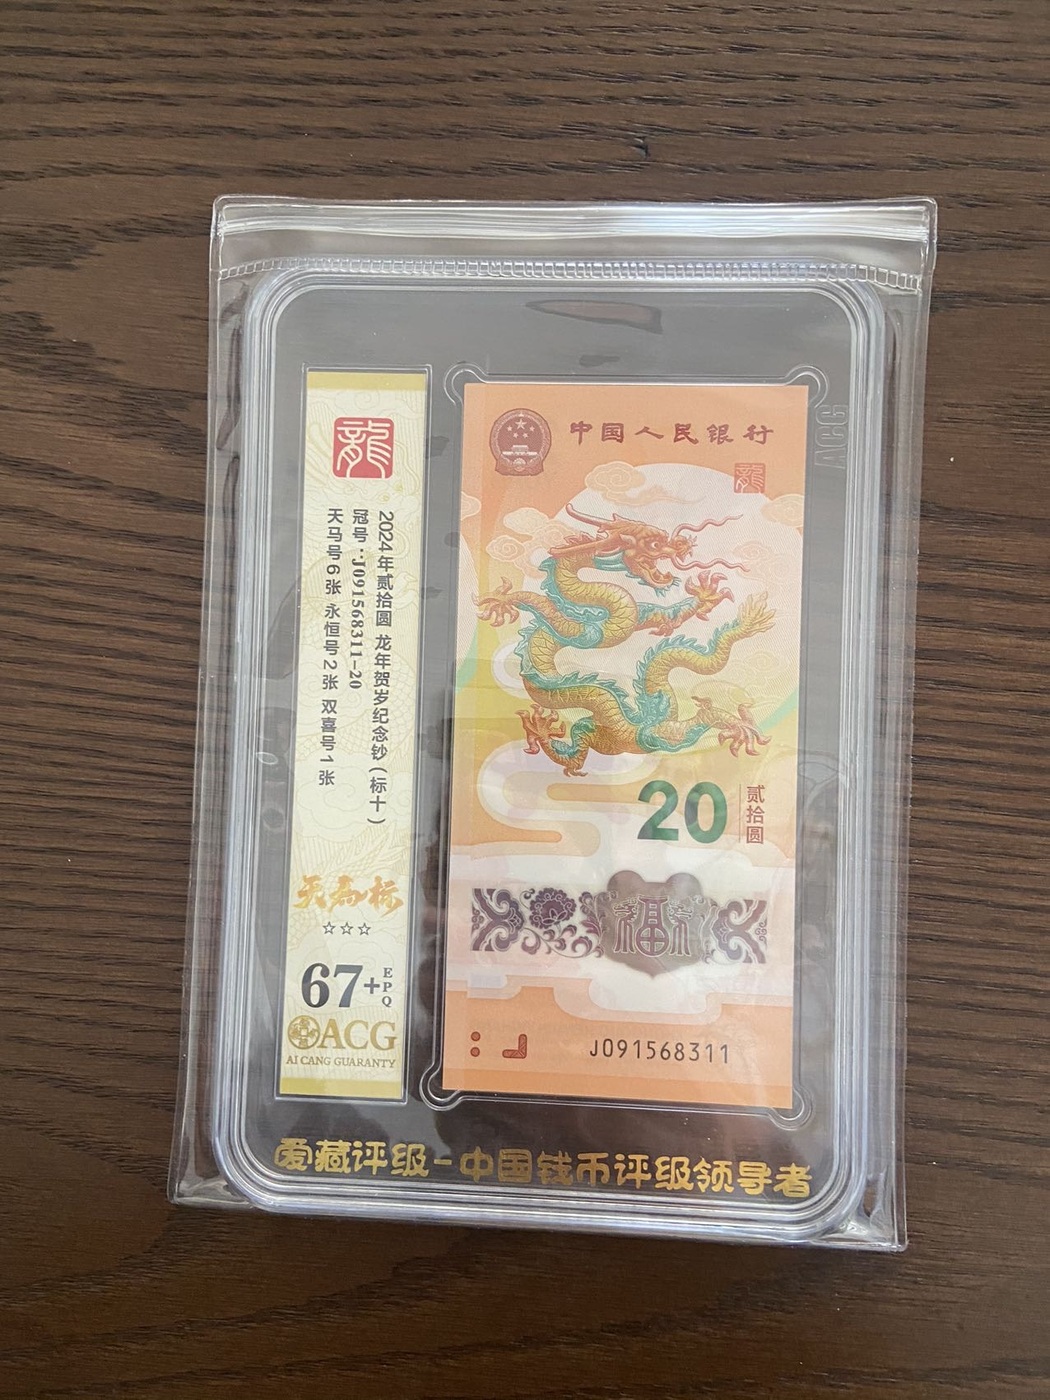 龍
2024年贰拾圆 龙年贺岁纪念钞（标十）
冠号：J091568311-20
天马号6张 永恒号2张 双喜号1张
天马标
67+
EPQ
ACG
AI CANG GUARANTY
中国人民银行
20
贰拾圆
福
J091568311
ACG
爱藏评级-中国钱币评级领导者